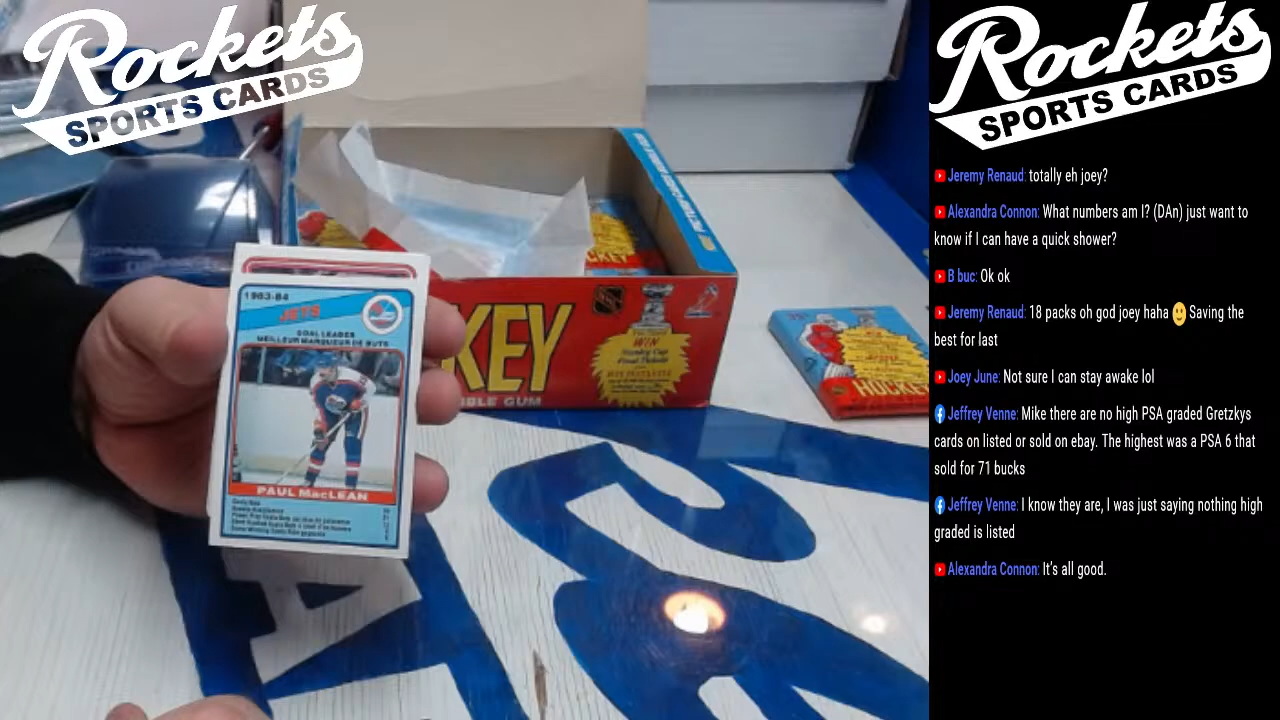 Rockets
SPORTS CARDS
1983-84
JETS
GOAL LEADERS
MEILLEUR MARQUEUR DE BUTS
PAUL MacLEAN
KEY
BLE GUM
WIN
HOCKEY
Rockets
SPORTS CARDS
Jeremy Renaud: totally eh joey?
Alexandra Connon: What numbers am I? (DAn) just want to
know if I can have a quick shower?
B buc: Ok ok
Jeremy Renaud: 18 packs oh god joey haha 🙂 Saving the
best for last
Joey June: Not sure I can stay awake lol
Jeffrey Venne: Mike there are no high PSA graded Gretzkys
cards on listed or sold on ebay. The highest was a PSA 6 that
sold for 71 bucks
Jeffrey Venne: I know they are, I was just saying nothing high
graded is listed
Alexandra Connon: It's all good.